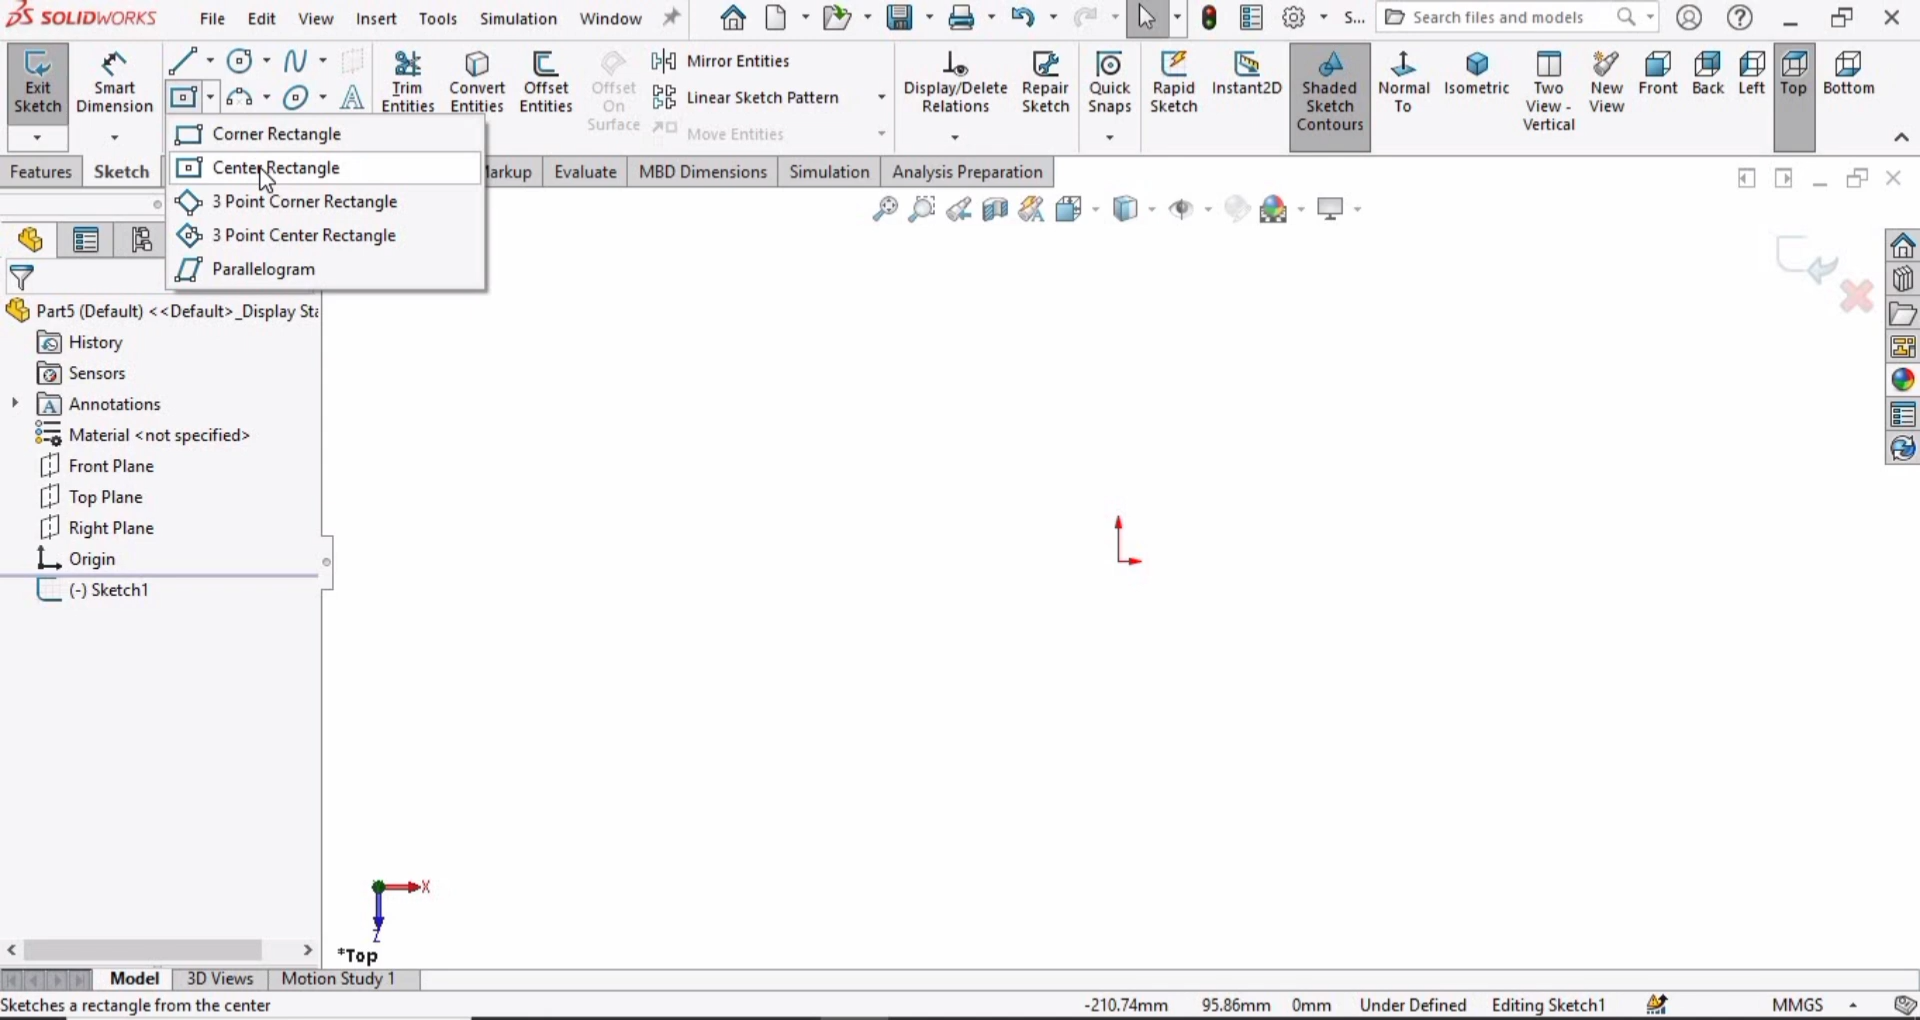 SOLIDWORKS File Edit View Insert Tools Simulation Window S... Search files and models
Exit Sketch
Smart Dimension
Trim Entities
Convert Entities
Offset Entities
Offset On Surface
Mirror Entities
Linear Sketch Pattern
Move Entities
Display/Delete Relations
Repair Sketch
Quick Snaps
Rapid Sketch
Instant2D
Shaded Sketch Contours
Normal To
Isometric
Two View - Vertical
New View
Front
Back
Left
Top
Bottom
Corner Rectangle
Center Rectangle
3 Point Corner Rectangle
3 Point Center Rectangle
Parallelogram
Features Sketch Markup Evaluate MBD Dimensions Simulation Analysis Preparation
Part5 (Default) <<Default>_Display Sta
History
Sensors
Annotations
Material <not specified>
Front Plane
Top Plane
Right Plane
Origin
(-) Sketch1
X
Z
*Top
Model 3D Views Motion Study 1
Sketches a rectangle from the center -210.74mm 95.86mm 0mm Under Defined Editing Sketch1 MMGS